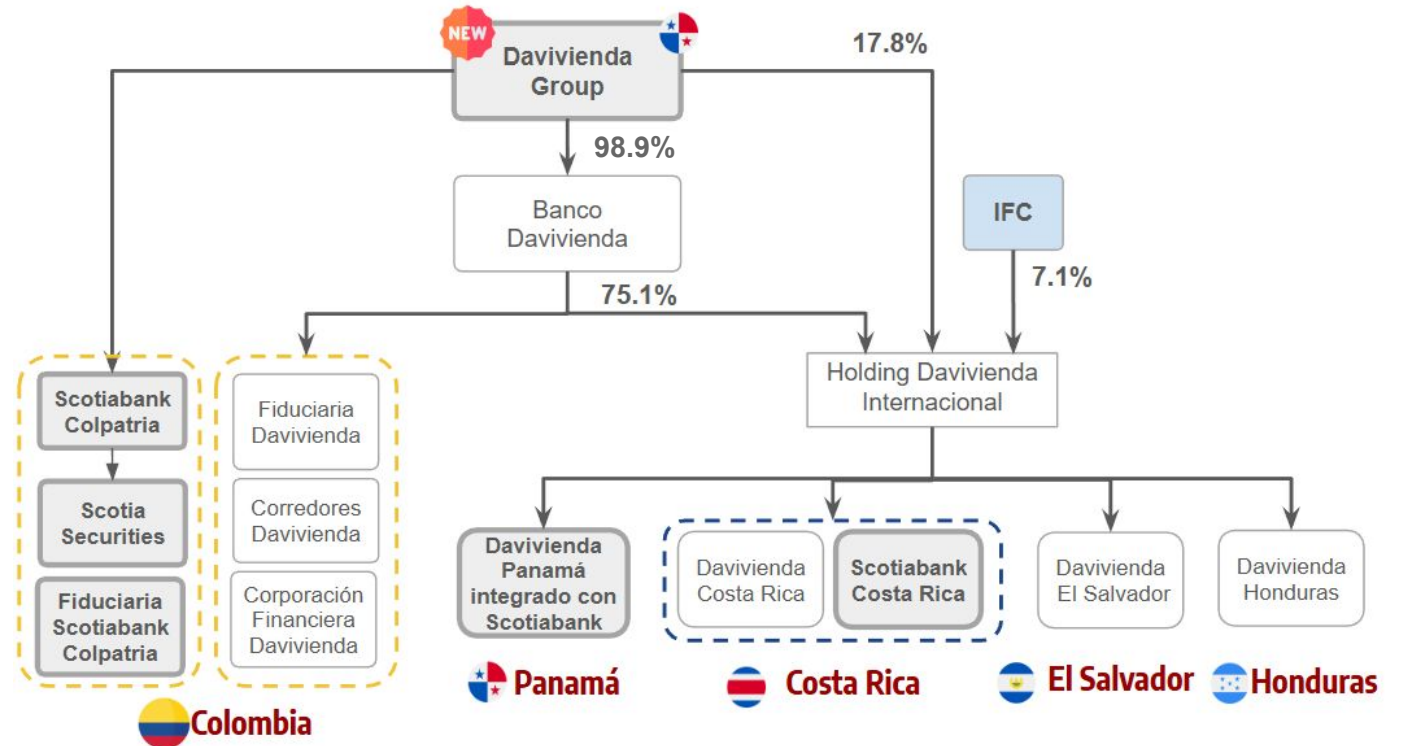 NEW
Davivienda
Group
17.8%
98.9%
Banco
Davivienda
IFC
7.1%
75.1%
Holding Davivienda
Internacional
Scotiabank
Colpatria
Scotia
Securities
Fiduciaria
Scotiabank
Colpatria
Fiduciaria
Davivienda
Corredores
Davivienda
Corporación
Financiera
Davivienda
Davivienda
Panamá
integrado con
Scotiabank
Davivienda
Costa Rica
Scotiabank
Costa Rica
Davivienda
El Salvador
Davivienda
Honduras
Panamá
Costa Rica
El Salvador
Honduras
Colombia